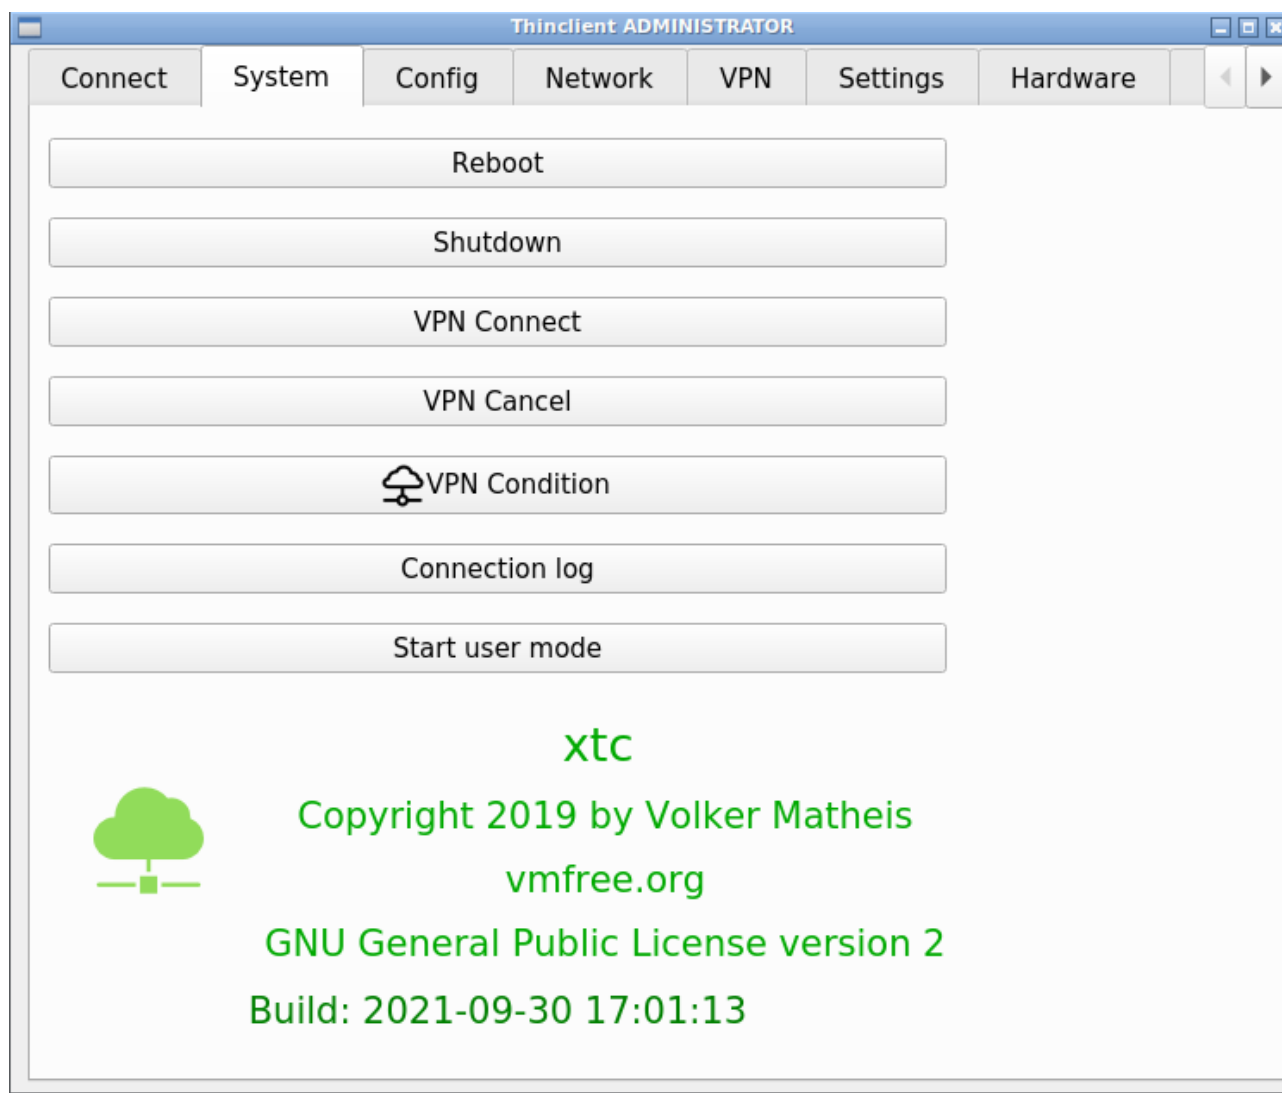 Thinclient ADMINISTRATOR
Connect System Config Network VPN Settings Hardware
Reboot
Shutdown
VPN Connect
VPN Cancel
VPN Condition
Connection log
Start user mode
xtc
Copyright 2019 by Volker Matheis
vmfree.org
GNU General Public License version 2
Build: 2021-09-30 17:01:13